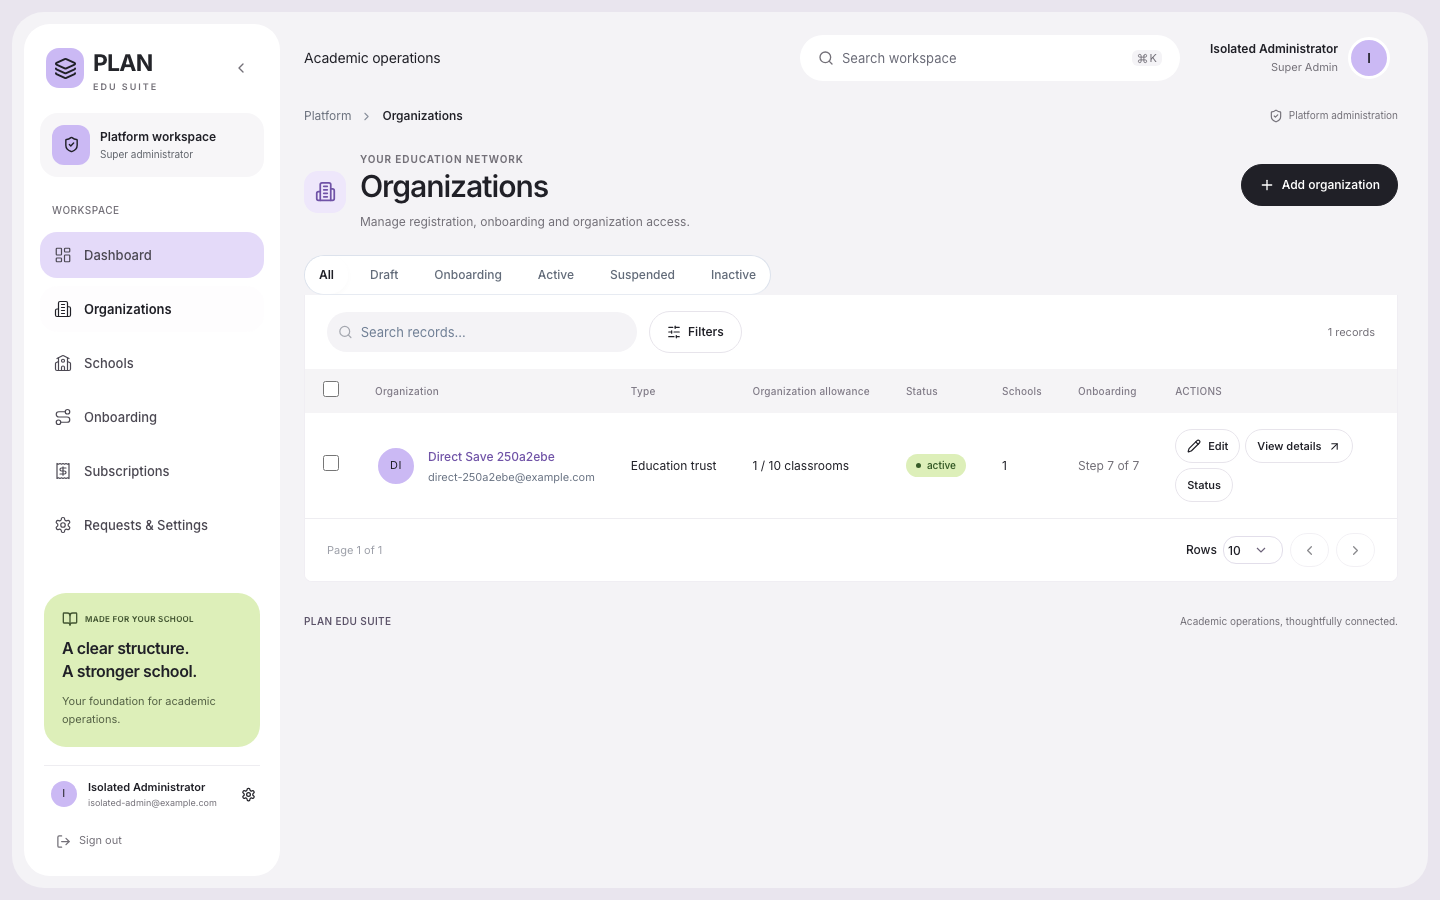 PLAN
EDU SUITE
Platform workspace
Super administrator
WORKSPACE
Dashboard
Organizations
Schools
Onboarding
Subscriptions
Requests & Settings
MADE FOR YOUR SCHOOL
A clear structure.
A stronger school.
Your foundation for academic
operations.
I
Isolated Administrator
isolated-admin@example.com
Sign out
Academic operations
Search workspace
⌘K
Isolated Administrator
Super Admin
I
Platform > Organizations
Platform administration
YOUR EDUCATION NETWORK
Organizations
Manage registration, onboarding and organization access.
+ Add organization
All Draft Onboarding Active Suspended Inactive
Search records...
Filters
1 records
Organization Type Organization allowance Status Schools Onboarding ACTIONS
DI
Direct Save 250a2ebe
direct-250a2ebe@example.com
Education trust
1 / 10 classrooms
active
1
Step 7 of 7
Edit
View details
Status
Page 1 of 1
Rows 10
PLAN EDU SUITE
Academic operations, thoughtfully connected.